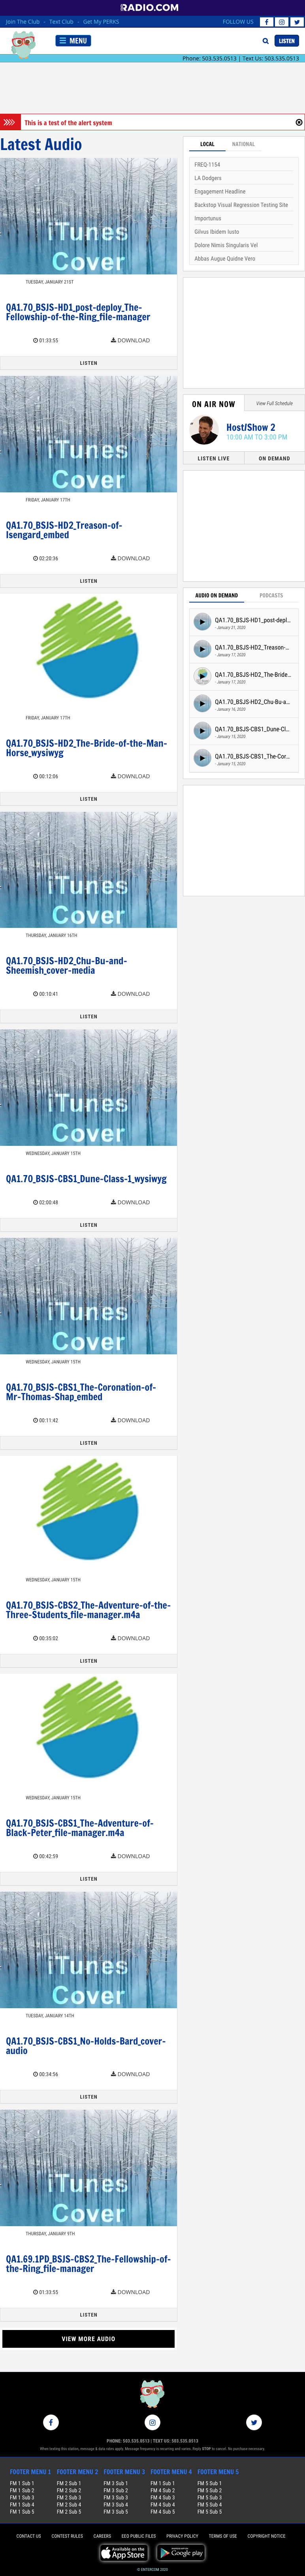 RADIO.COM
Join The Club - Text Club - Get My PERKS
FOLLOW US
MENU
LISTEN
Phone: 503.535.0513 | Text Us: 503.535.0513
This is a test of the alert system
Latest Audio
iTunes Cover
TUESDAY, JANUARY 21ST
QA1.70_BSJS-HD1_post-deploy_The-
Fellowship-of-the-Ring_file-manager
01:33:55
DOWNLOAD
LISTEN
iTunes Cover
FRIDAY, JANUARY 17TH
QA1.70_BSJS-HD2_Treason-of-
Isengard_embed
02:20:36
DOWNLOAD
LISTEN
FRIDAY, JANUARY 17TH
QA1.70_BSJS-HD2_The-Bride-of-the-Man-
Horse_wysiwyg
00:12:06
DOWNLOAD
LISTEN
iTunes Cover
THURSDAY, JANUARY 16TH
QA1.70_BSJS-HD2_Chu-Bu-and-
Sheemish_cover-media
00:10:41
DOWNLOAD
LISTEN
iTunes Cover
WEDNESDAY, JANUARY 15TH
QA1.70_BSJS-CBS1_Dune-Class-1_wysiwyg
02:00:48
DOWNLOAD
LISTEN
iTunes Cover
WEDNESDAY, JANUARY 15TH
QA1.70_BSJS-CBS1_The-Coronation-of-
Mr-Thomas-Shap_embed
00:11:42
DOWNLOAD
LISTEN
WEDNESDAY, JANUARY 15TH
QA1.70_BSJS-CBS2_The-Adventure-of-the-
Three-Students_file-manager.m4a
00:35:02
DOWNLOAD
LISTEN
WEDNESDAY, JANUARY 15TH
QA1.70_BSJS-CBS1_The-Adventure-of-
Black-Peter_file-manager.m4a
00:42:59
DOWNLOAD
LISTEN
iTunes Cover
TUESDAY, JANUARY 14TH
QA1.70_BSJS-CBS1_No-Holds-Bard_cover-
audio
00:34:56
DOWNLOAD
LISTEN
iTunes Cover
THURSDAY, JANUARY 9TH
QA1.69.1PD_BSJS-CBS2_The-Fellowship-of-
the-Ring_file-manager
01:33:55
DOWNLOAD
LISTEN
VIEW MORE AUDIO
LOCAL NATIONAL
FREQ-1154
LA Dodgers
Engagement Headline
Backstop Visual Regression Testing Site
Importunus
Gilvus Ibidem Iusto
Dolore Nimis Singularis Vel
Abbas Augue Quidne Vero
ON AIR NOW
View Full Schedule
Host/Show 2
10:00 AM TO 3:00 PM
LISTEN LIVE
ON DEMAND
AUDIO ON DEMAND PODCASTS
QA1.70_BSJS-HD1_post-depl...
- January 21, 2020
QA1.70_BSJS-HD2_Treason-...
- January 17, 2020
QA1.70_BSJS-HD2_The-Bride...
- January 17, 2020
QA1.70_BSJS-HD2_Chu-Bu-a...
- January 16, 2020
QA1.70_BSJS-CBS1_Dune-Cl...
- January 15, 2020
QA1.70_BSJS-CBS1_The-Cor...
- January 15, 2020
PHONE: 503.535.0513 | TEXT US: 503.535.0513
When texting this station, message & data rates apply. Message frequency is recurring and varies. Reply STOP to cancel. No purchase necessary.
FOOTER MENU 1 FOOTER MENU 2 FOOTER MENU 3 FOOTER MENU 4 FOOTER MENU 5
FM 1 Sub 1 FM 2 Sub 1 FM 3 Sub 1 FM 1 Sub 1 FM 5 Sub 1
FM 1 Sub 2 FM 2 Sub 2 FM 3 Sub 2 FM 4 Sub 2 FM 5 Sub 2
FM 1 Sub 3 FM 2 Sub 3 FM 3 Sub 3 FM 4 Sub 3 FM 5 Sub 3
FM 1 Sub 4 FM 2 Sub 4 FM 3 Sub 4 FM 4 Sub 4 FM 5 Sub 4
FM 1 Sub 5 FM 2 Sub 5 FM 3 Sub 5 FM 4 Sub 5 FM 5 Sub 5
CONTACT US CONTEST RULES CAREERS EEO PUBLIC FILES PRIVACY POLICY TERMS OF USE COPYRIGHT NOTICE
Available on the App Store
Google play
© ENTERCOM 2020